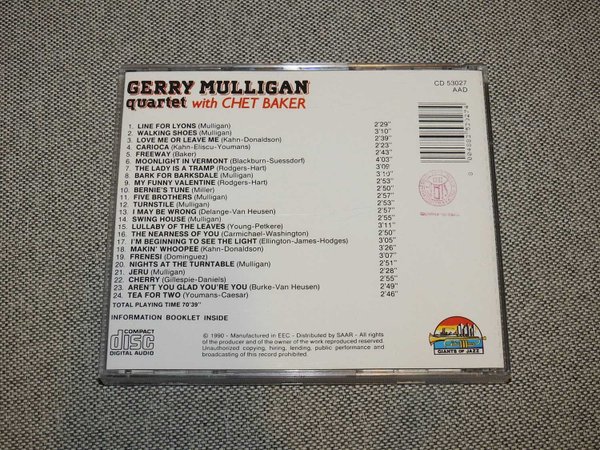 GERRY MULLIGAN
quartet with CHET BAKER
CD 53027
AAD
1. LINE FOR LYONS (Mulligan) 2'29"
2. WALKING SHOES (Mulligan) 3'10"
3. LOVE ME OR LEAVE ME (Kahn-Donaldson) 2'39"
4. CARIOCA (Kahn-Eliscu-Youmans) 2'23"
5. FREEWAY (Baker) 2'43"
6. MOONLIGHT IN VERMONT (Blackburn-Suessdorf) 4'03"
7. THE LADY IS A TRAMP (Rodgers-Hart)
8. BARK FOR BARKSDALE (Mulligan)
9. MY FUNNY VALENTINE (Rodgers-Hart) 2'53"
10. BERNIE'S TUNE (Miller) 2'50"
11. FIVE BROTHERS (Mulligan) 2'57"
12. TURNSTILE (Mulligan) 2'53"
13. I MAY BE WRONG (Delange-Van Heusen) 2'57"
14. SWING HOUSE (Mulligan) 2'55"
15. LULLABY OF THE LEAVES (Young-Petkere) 3'11"
16. THE NEARNESS OF YOU (Carmichael-Washington) 2'50"
17. I'M BEGINNING TO SEE THE LIGHT (Ellington-James-Hodges) 3'05"
18. MAKIN' WHOOPEE (Kahn-Donaldson) 3'26"
19. FRENESI (Dominguez) 3'07"
20. NIGHTS AT THE TURNTABLE (Mulligan) 2'51"
21. JERU (Mulligan) 2'28"
22. CHERRY (Gillespie-Daniels) 2'55"
23. AREN'T YOU GLAD YOU'RE YOU (Burke-Van Heusen) 2'49"
24. TEA FOR TWO (Youmans-Caesar) 2'46"
TOTAL PLAYING TIME 70'39"
INFORMATION BOOKLET INSIDE
COMPACT
disc
DIGITAL AUDIO
© 1990 - Manufactured in EEC - Distributed by SAAR - All rights
of the producer and of the owner of the work reproduced reserved.
Unauthorized copying, hiring, lending, public performance and
broadcasting of this record prohibited.
GIANTS OF JAZZ